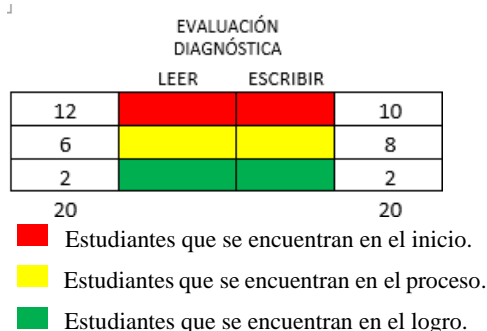 EVALUACIÓN
DIAGNÓSTICA
LEER ESCRIBIR
12 10
6 8
2 2
20 20
Estudiantes que se encuentran en el inicio.
Estudiantes que se encuentran en el proceso.
Estudiantes que se encuentran en el logro.